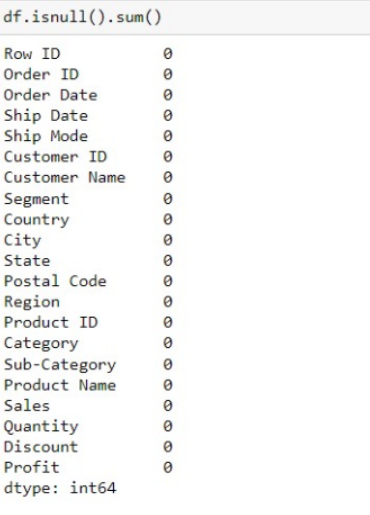 df.isnull().sum()
Row ID 0
Order ID 0
Order Date 0
Ship Date 0
Ship Mode 0
Customer ID 0
Customer Name 0
Segment 0
Country 0
City 0
State 0
Postal Code 0
Region 0
Product ID 0
Category 0
Sub-Category 0
Product Name 0
Sales 0
Quantity 0
Discount 0
Profit 0
dtype: int64